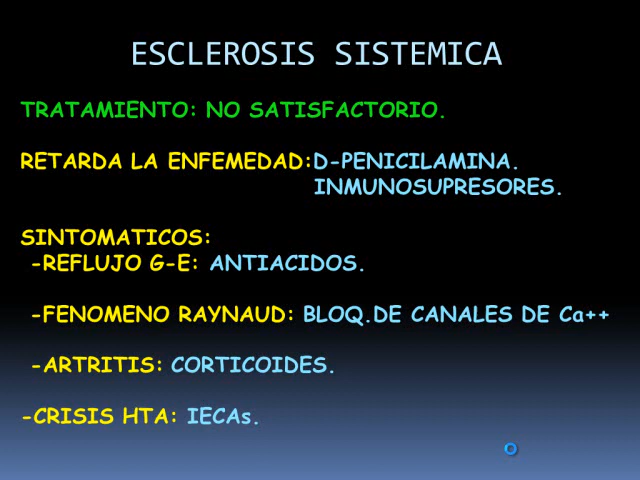 ESCLEROSIS SISTEMICA
TRATAMIENTO: NO SATISFACTORIO.
RETARDA LA ENFEMEDAD:D-PENICILAMINA.
INMUNOSUPRESORES.
SINTOMATICOS:
-REFLUJO G-E: ANTIACIDOS.
-FENOMENO RAYNAUD: BLOQ.DE CANALES DE Ca++
-ARTRITIS: CORTICOIDES.
-CRISIS HTA: IECAs.